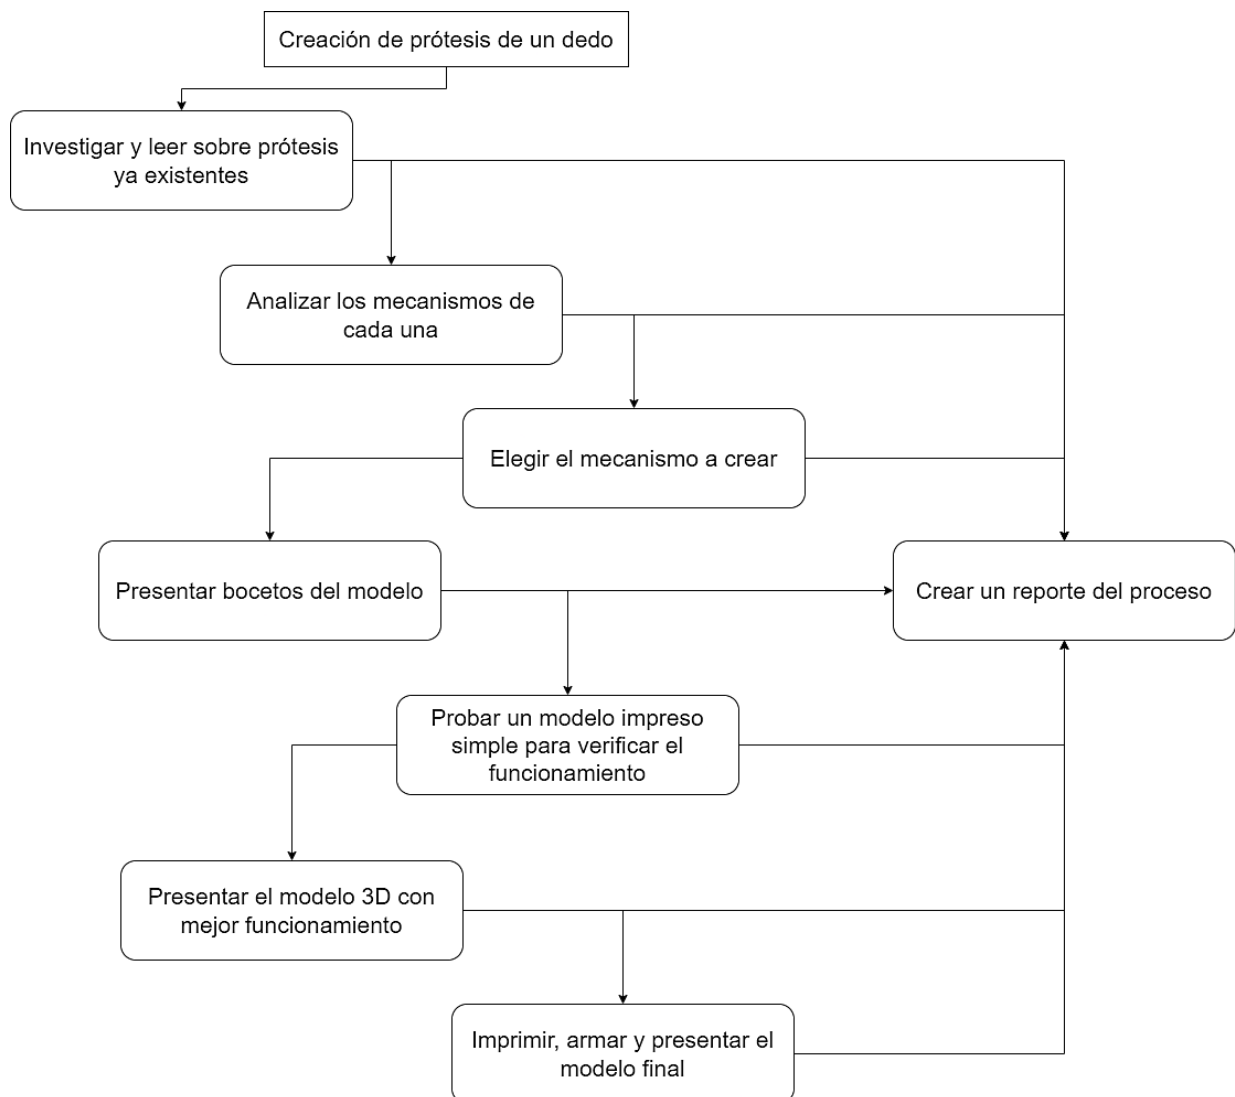 Creación de prótesis de un dedo
Investigar y leer sobre prótesis
ya existentes
Analizar los mecanismos de
cada una
Elegir el mecanismo a crear
Presentar bocetos del modelo
Crear un reporte del proceso
Probar un modelo impreso
simple para verificar el
funcionamiento
Presentar el modelo 3D con
mejor funcionamiento
Imprimir, armar y presentar el
modelo final